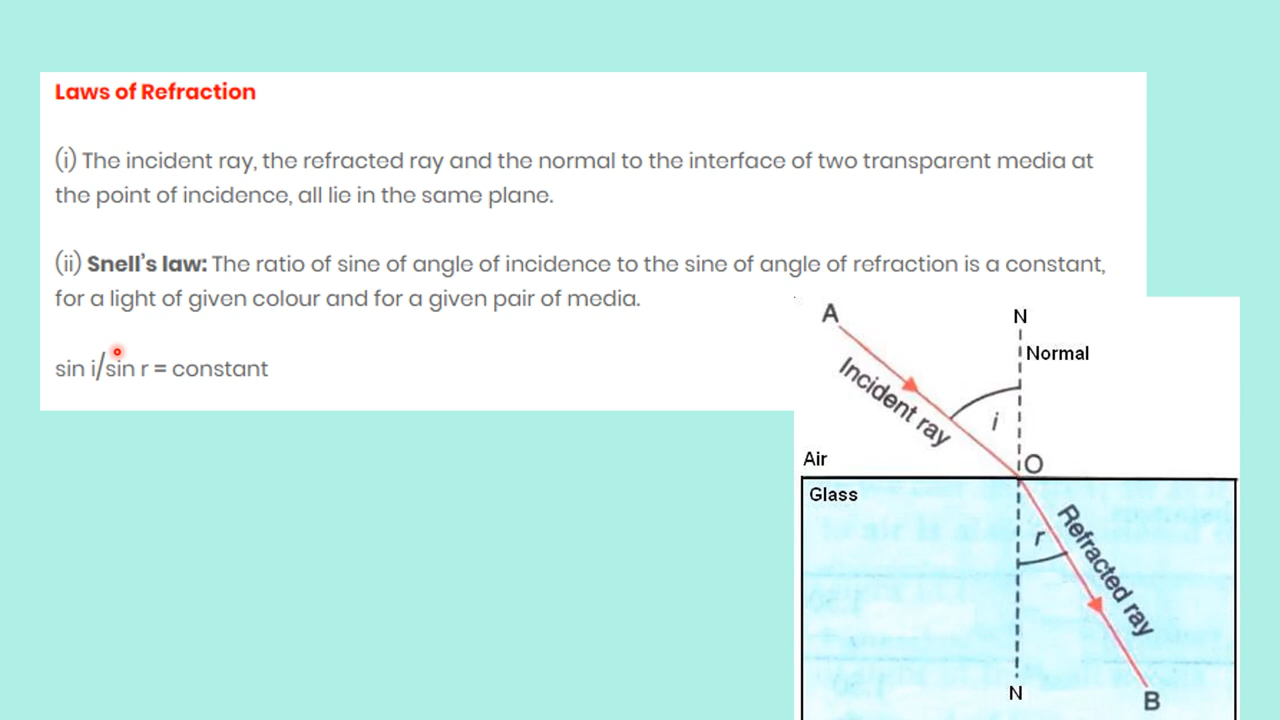 Laws of Refraction
(i) The incident ray, the refracted ray and the normal to the interface of two transparent media at
the point of incidence, all lie in the same plane.
(ii) Snell's law: The ratio of sine of angle of incidence to the sine of angle of refraction is a constant,
for a light of given colour and for a given pair of media.
sin i/sin r = constant
A
N
Normal
Incident ray
i
Air
O
Glass
r
Refracted ray
N
B